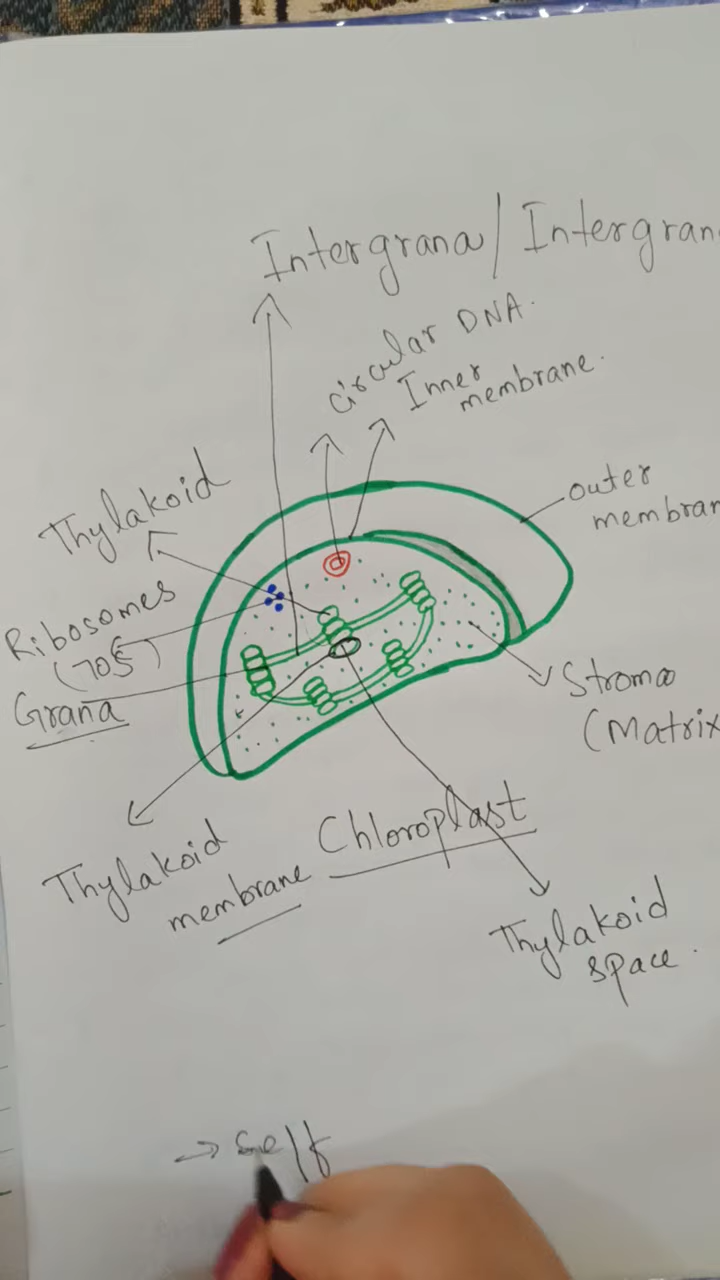 Intergrana/Intergran
circular DNA.
Inner
membrane.
Thylakoid
outer
membran
Ribosomes
(70S)
Grana
Stroma
(Matrix
Chloroplast
Thylakoid
membrane
Thylakoid
space.
→ Self